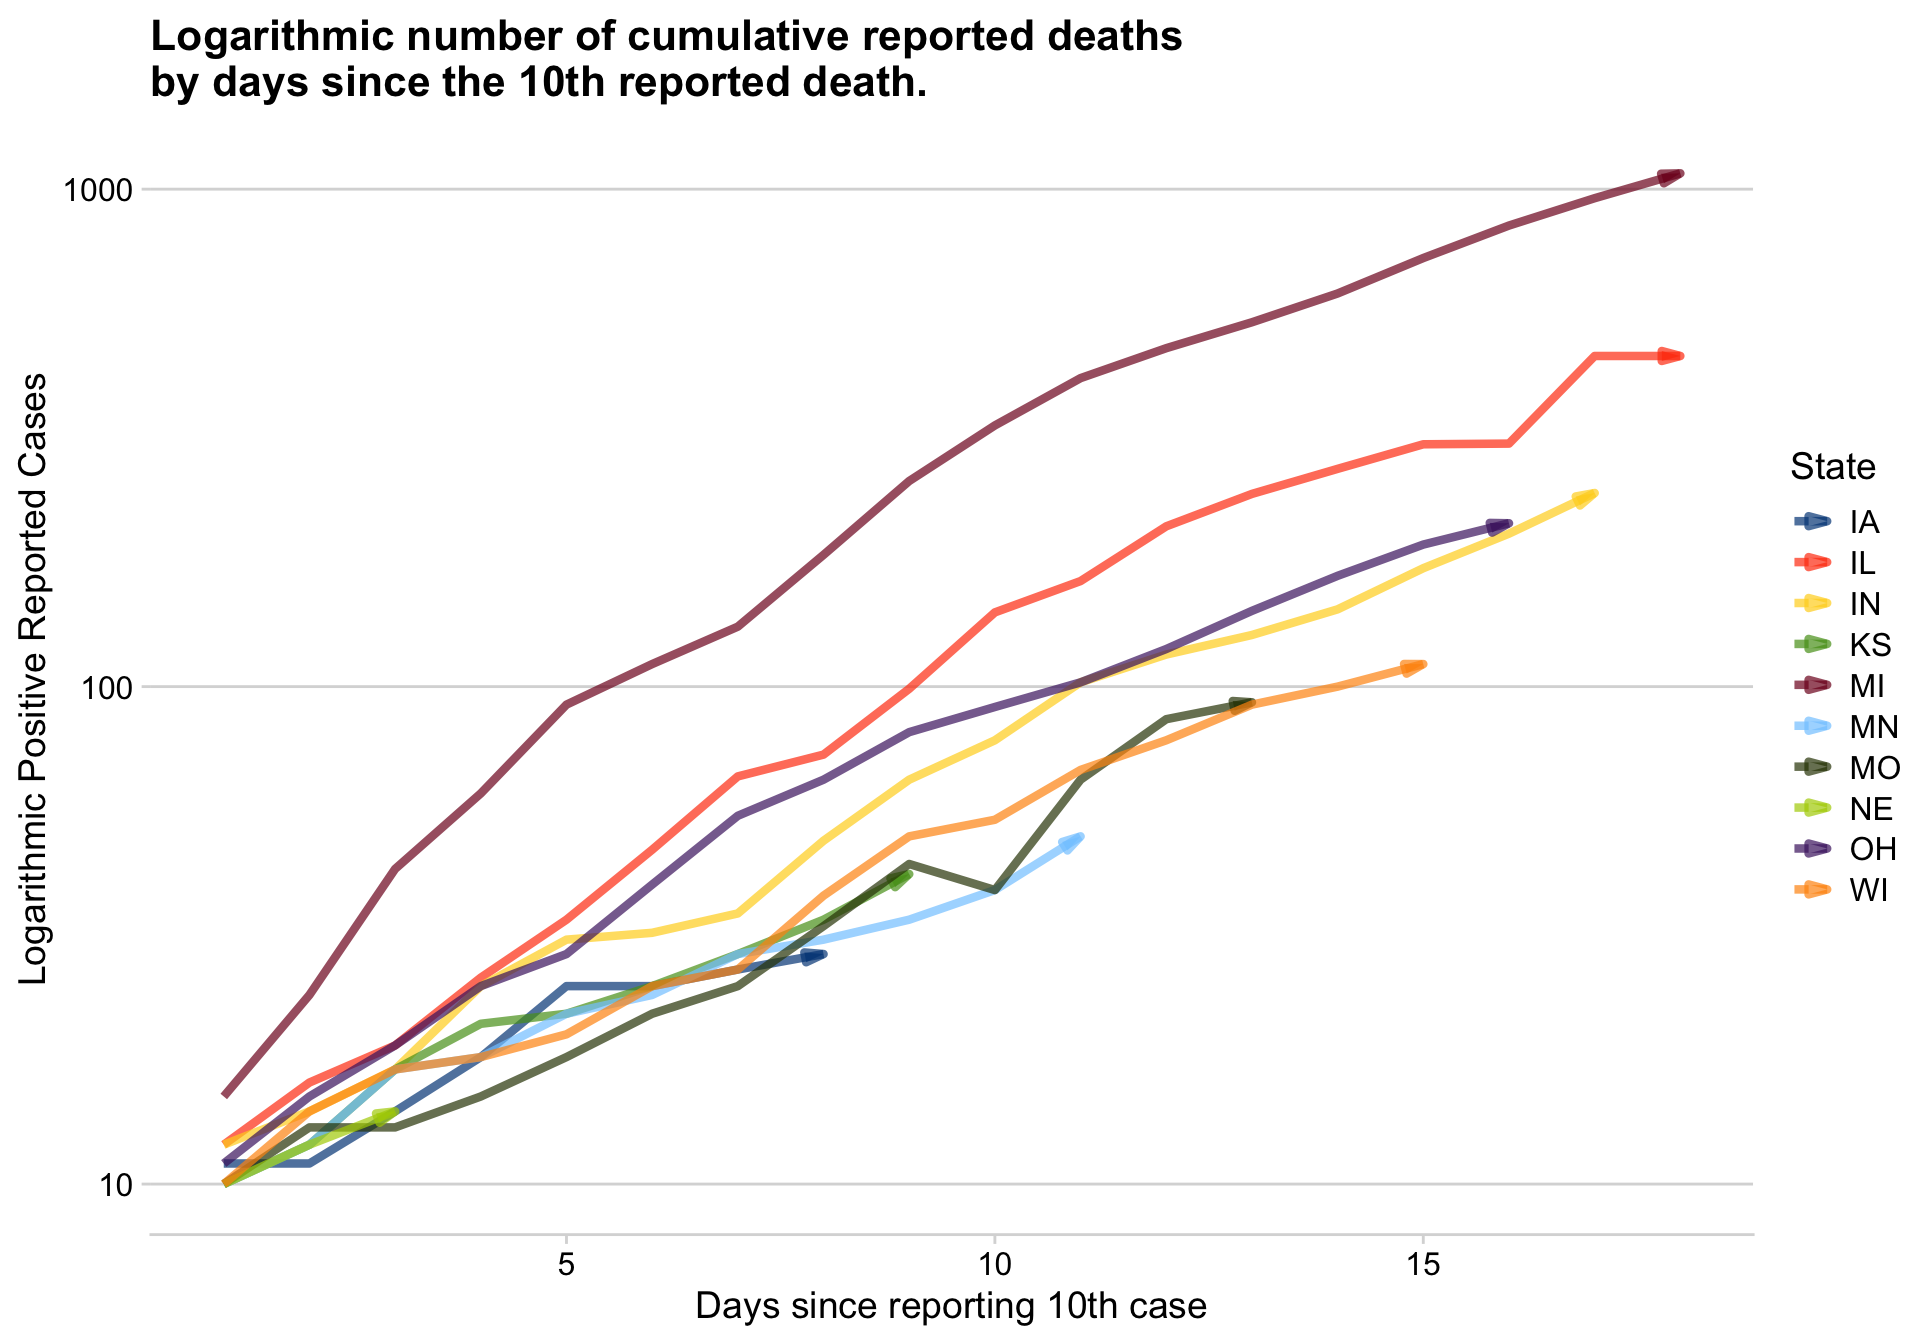 Logarithmic number of cumulative reported deaths
by days since the 10th reported death.
Logarithmic Positive Reported Cases
1000
100
10
5
10
15
Days since reporting 10th case
State
IA
IL
IN
KS
MI
MN
MO
NE
OH
WI